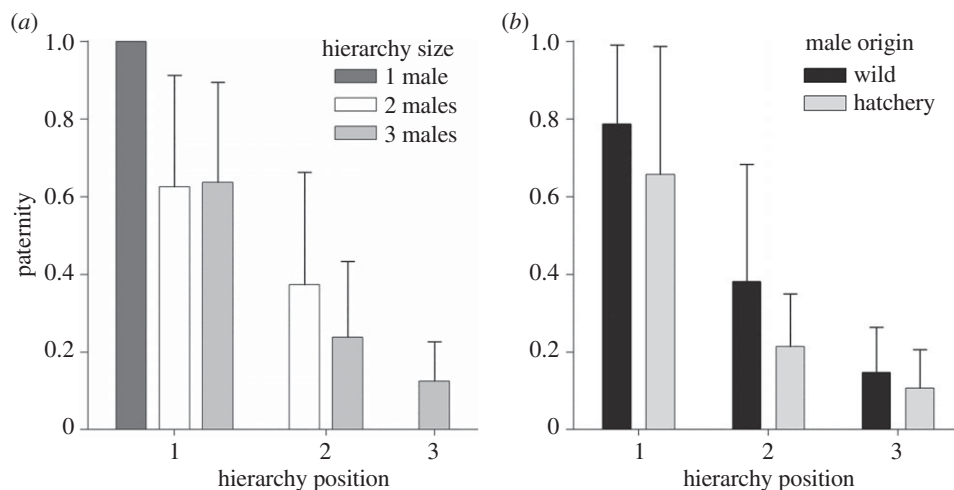 (a)
hierarchy size
1 male
2 males
3 males
1.0
0.8
0.6
0.4
0.2
0
paternity
1
2
3
hierarchy position
(b)
male origin
wild
hatchery
1.0
0.8
0.6
0.4
0.2
0
1
2
3
hierarchy position